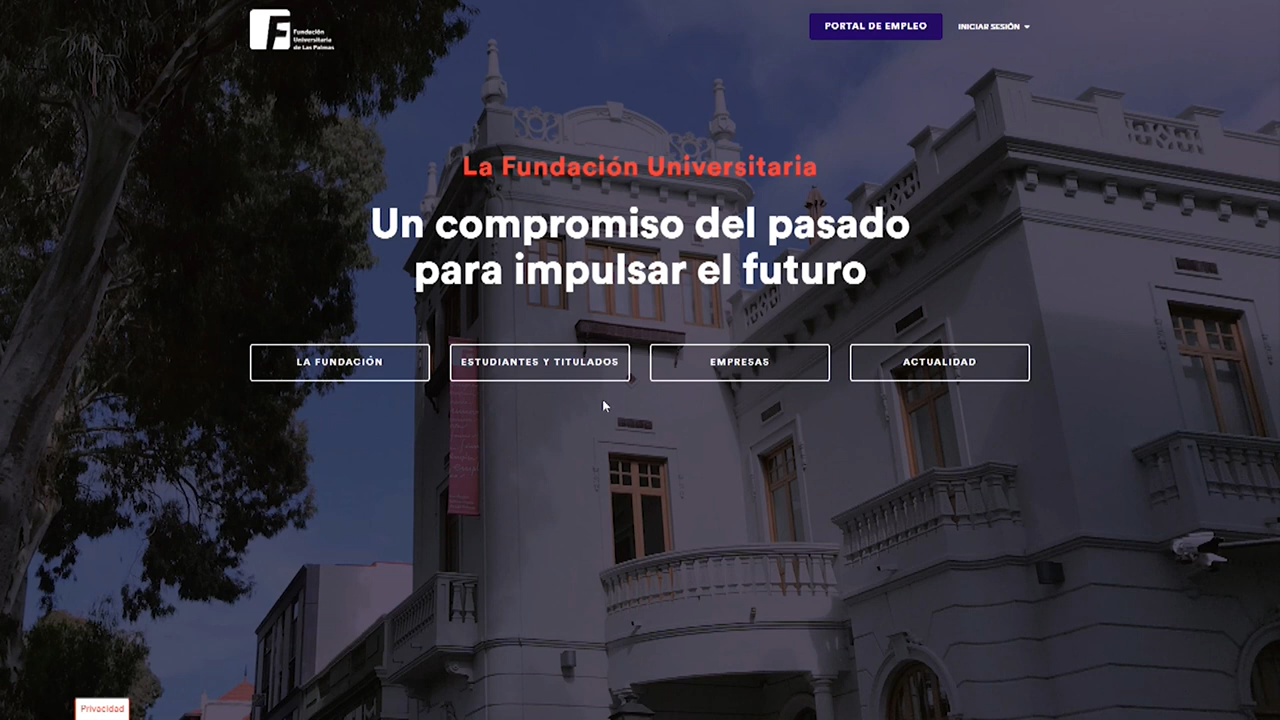 Fundación
Universitaria
de Las Palmas
PORTAL DE EMPLEO
INICIAR SESIÓN
La Fundación Universitaria
Un compromiso del pasado
para impulsar el futuro
LA FUNDACIÓN
ESTUDIANTES Y TITULADOS
EMPRESAS
ACTUALIDAD
Privacidad